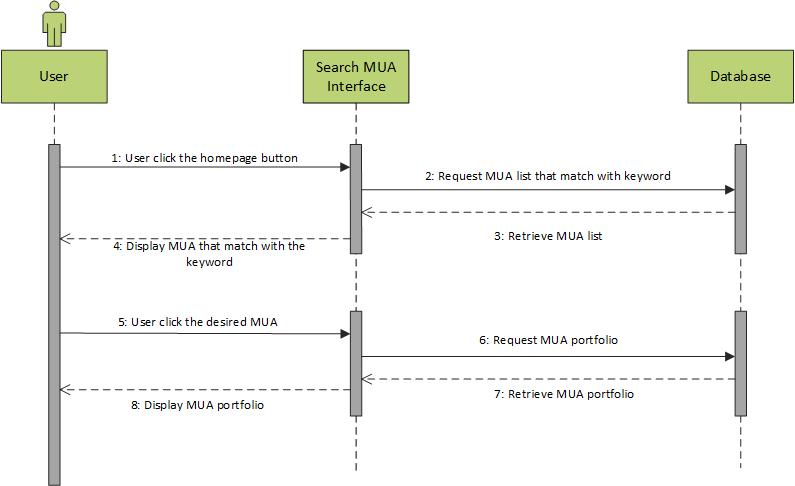 User
Search MUA
Interface
Database
1: User click the homepage button
2: Request MUA list that match with keyword
3: Retrieve MUA list
4: Display MUA that match with the
keyword
5: User click the desired MUA
6: Request MUA portfolio
7: Retrieve MUA portfolio
8: Display MUA portfolio